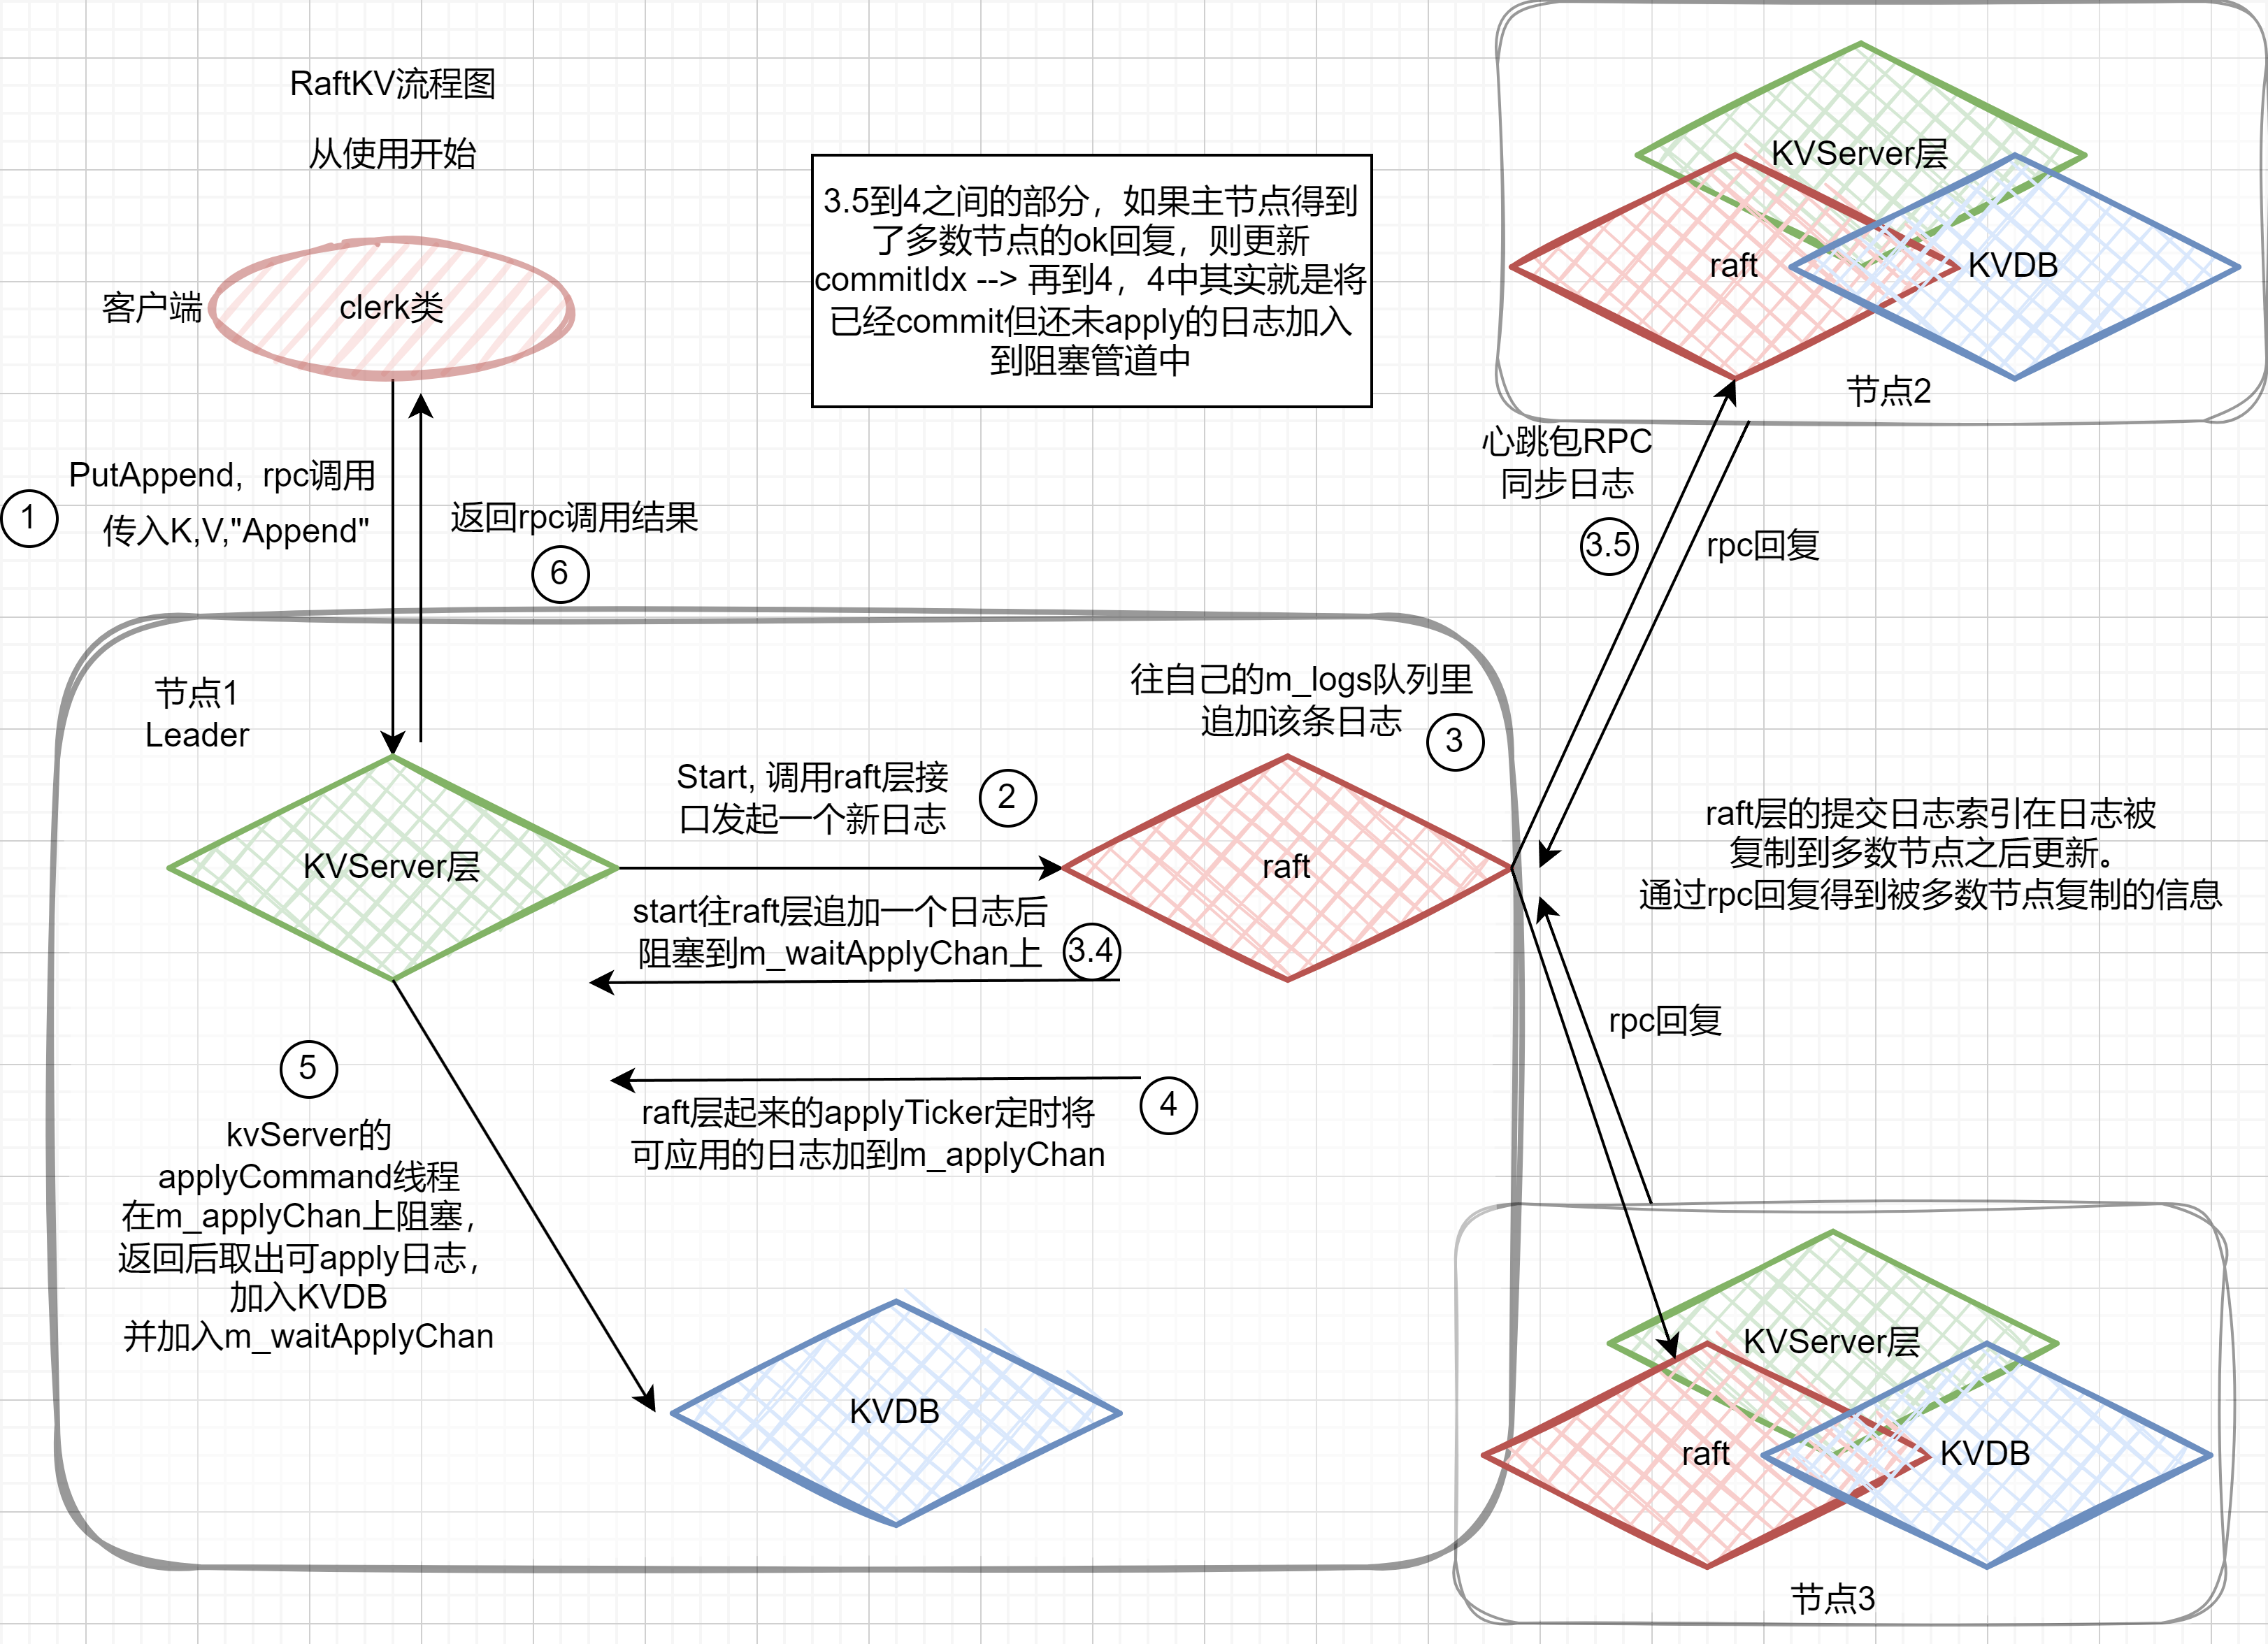 RaftKV流程图
从使用开始
客户端
clerk类
3.5到4之间的部分，如果主节点得到
了多数节点的ok回复，则更新
commitIdx --> 再到4，4中其实就是将
已经commit但还未apply的日志加入
到阻塞管道中
KVServer层
raft
KVDB
节点2
1
PutAppend，rpc调用
传入K,V,"Append"
返回rpc调用结果
6
心跳包RPC
同步日志
3.5
rpc回复
节点1
Leader
往自己的m_logs队列里
追加该条日志
3
Start, 调用raft层接
口发起一个新日志
2
KVServer层
raft
start往raft层追加一个日志后
阻塞到m_waitApplyChan上
3.4
raft层的提交日志索引在日志被
复制到多数节点之后更新。
通过rpc回复得到被多数节点复制的信息
rpc回复
4
raft层起来的applyTicker定时将
可应用的日志加到m_applyChan
5
kvServer的
applyCommand线程
在m_applyChan上阻塞，
返回后取出可apply日志，
加入KVDB
并加入m_waitApplyChan
KVDB
KVServer层
raft
KVDB
节点3